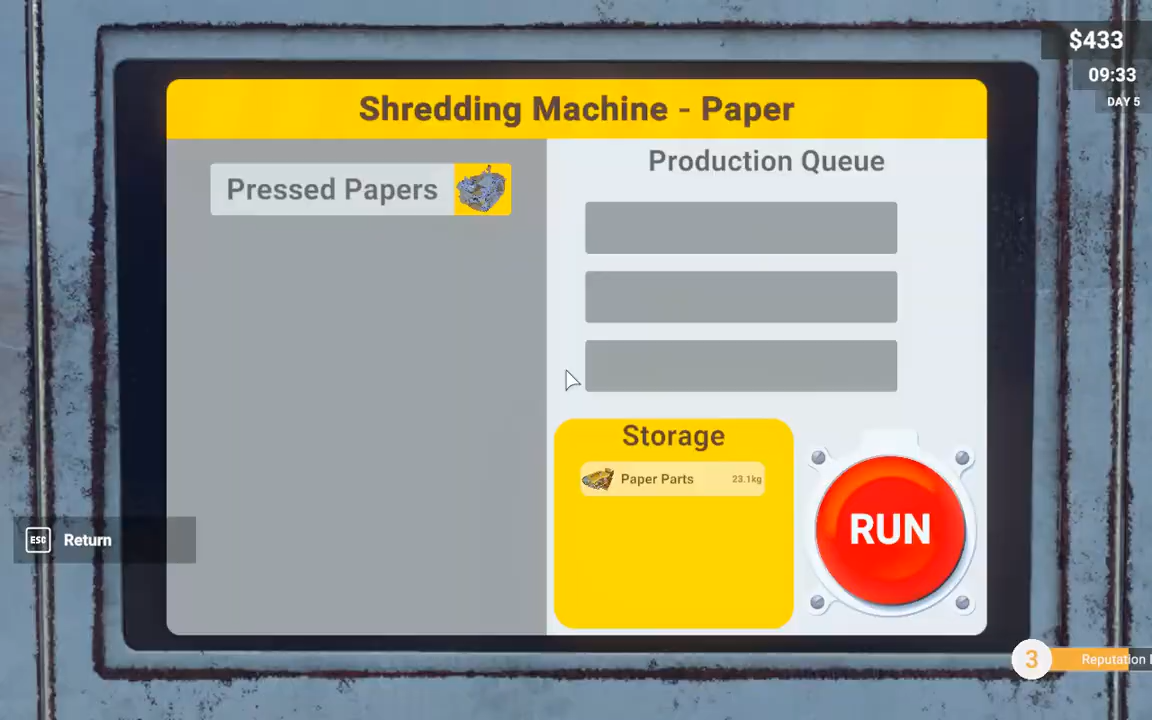 $433
09:33
DAY 5
Shredding Machine - Paper
Pressed Papers
Production Queue
Storage
Paper Parts 23.1kg
RUN
ESC Return
3 Reputation